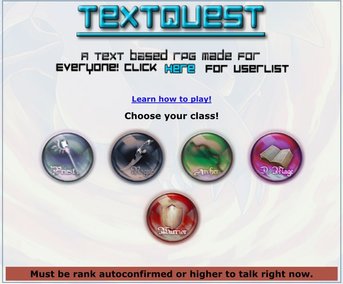 TEXTQUEST
A TEXT BASED RPG MADE FOR
EVERYONE! CLICK HERE FOR USERLIST
Learn how to play!
Choose your class!
Archer
Warrior
Must be rank autoconfirmed or higher to talk right now.